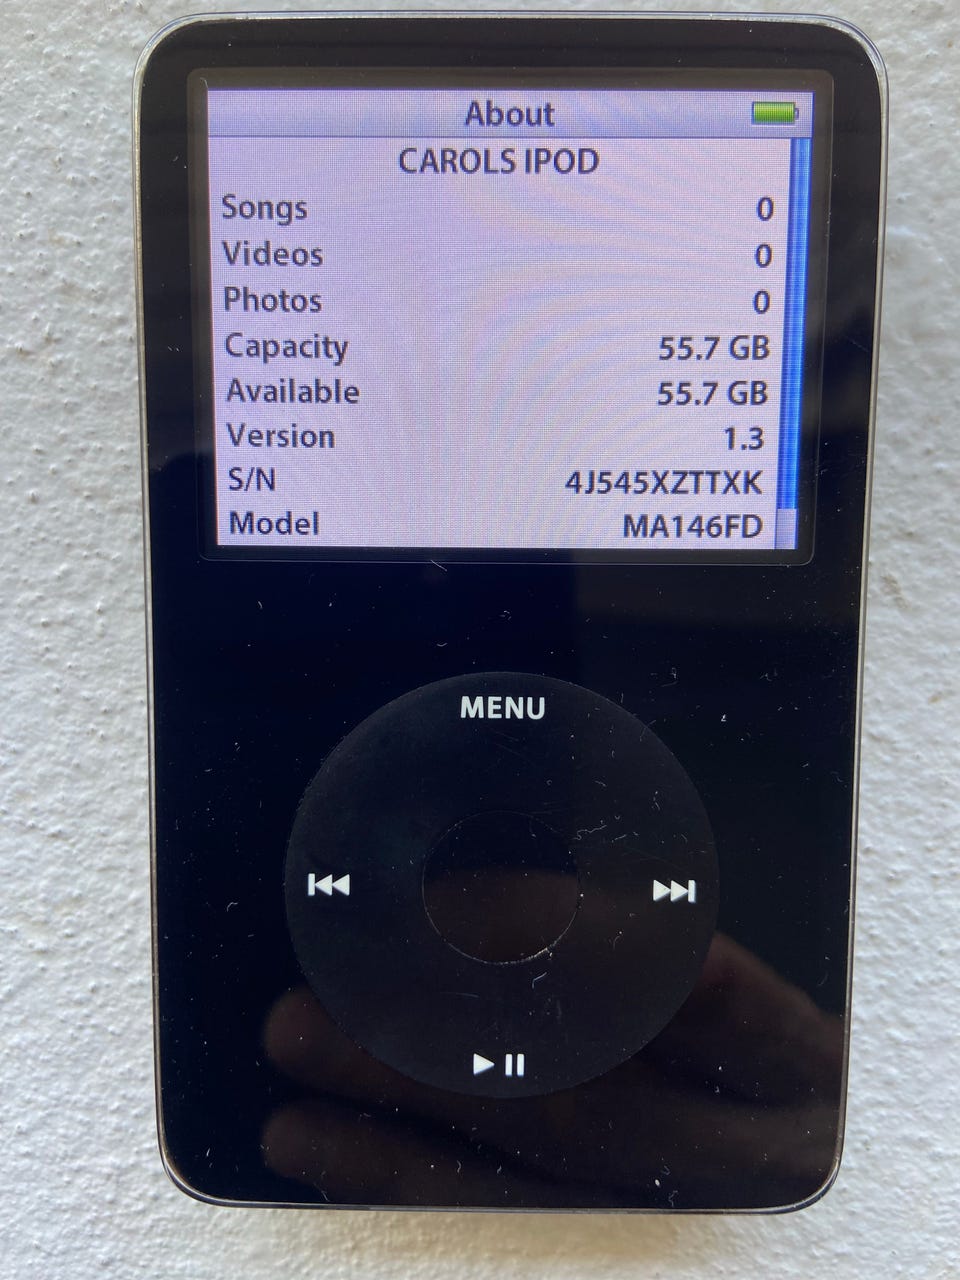 About
CAROLS IPOD
Songs 0
Videos 0
Photos 0
Capacity 55.7 GB
Available 55.7 GB
Version 1.3
S/N 4J545XZTTXK
Model MA146FD
MENU